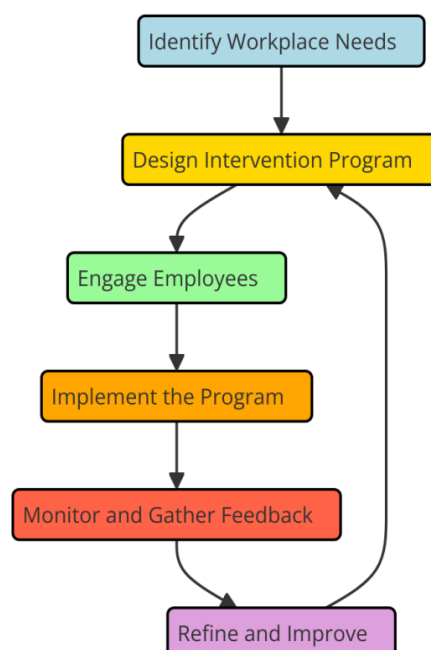 Identify Workplace Needs
Design Intervention Program
Engage Employees
Implement the Program
Monitor and Gather Feedback
Refine and Improve